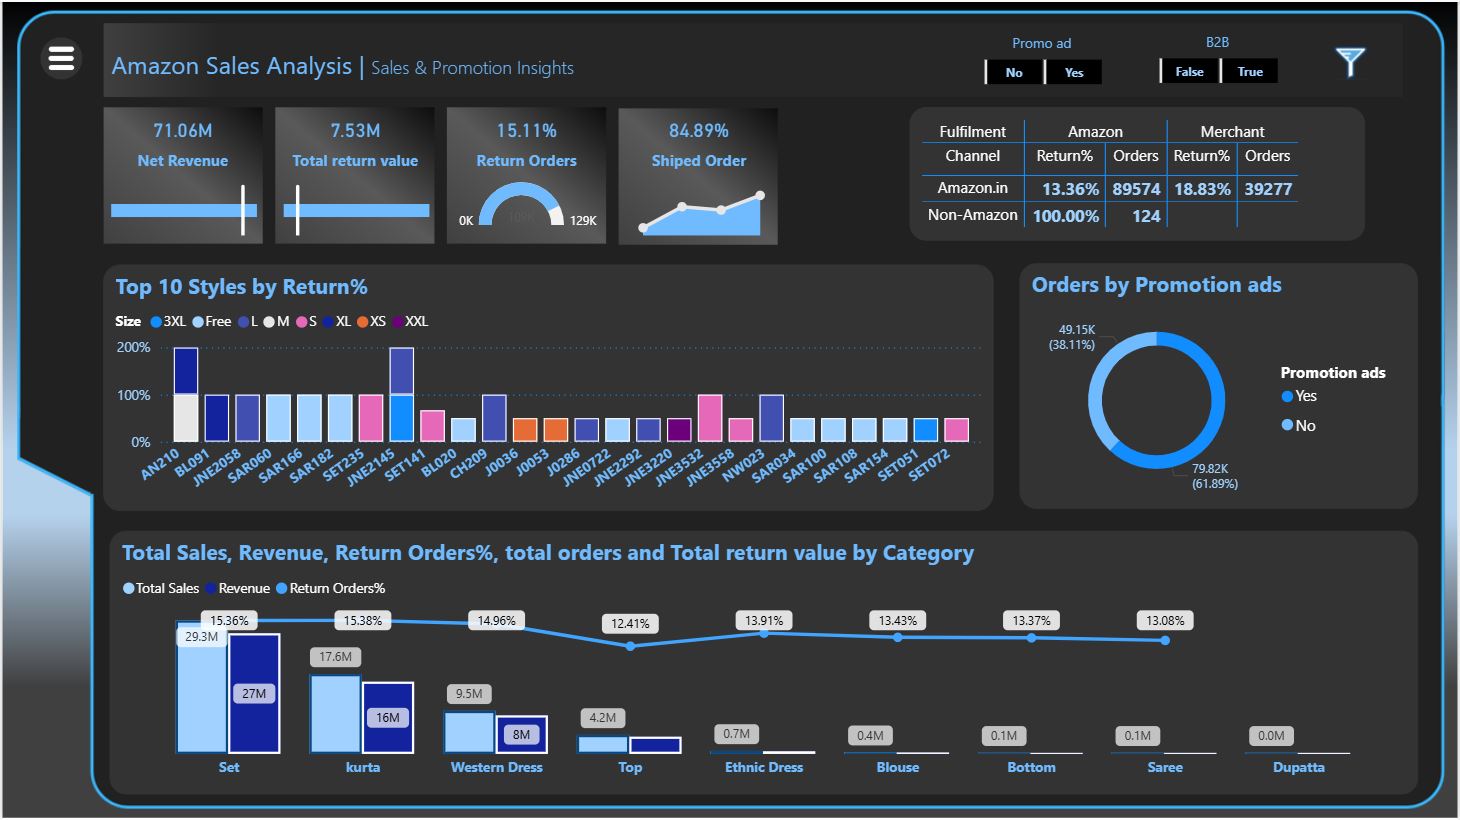 Amazon Sales Analysis | Sales & Promotion Insights
Promo ad
No Yes
B2B
False True
71.06M
Net Revenue
7.53M
Total return value
15.11%
Return Orders
0K 109K 129K
84.89%
Shiped Order
Fulfilment Amazon Merchant
Channel Return% Orders Return% Orders
Amazon.in 13.36% 89574 18.83% 39277
Non-Amazon 100.00% 124
Top 10 Styles by Return%
Size 3XL Free L M S XL XS XXL
200%
100%
0%
AN210 BL091 JNE2058 SAR060 SAR166 SAR182 SET235 JNE2145 SET141 BL020 CH209 J0036 J0053 J0286 JNE0722 JNE2292 JNE3220 JNE3532 JNE3558 NW023 SAR034 SAR100 SAR108 SAR154 SET051 SET072
Orders by Promotion ads
49.15K
(38.11%)
79.82K
(61.89%)
Promotion ads
Yes
No
Total Sales, Revenue, Return Orders%, total orders and Total return value by Category
Total Sales Revenue Return Orders%
15.36% 15.38% 14.96% 12.41% 13.91% 13.43% 13.37% 13.08%
29.3M 17.6M 9.5M 4.2M 0.7M 0.4M 0.1M 0.1M 0.0M
27M 16M 8M
Set kurta Western Dress Top Ethnic Dress Blouse Bottom Saree Dupatta